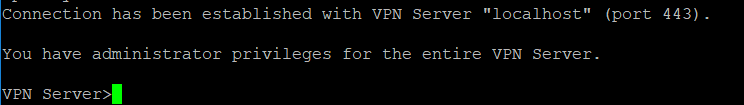 Connection has been established with VPN Server "localhost" (port 443).
You have administrator privileges for the entire VPN Server.
VPN Server>